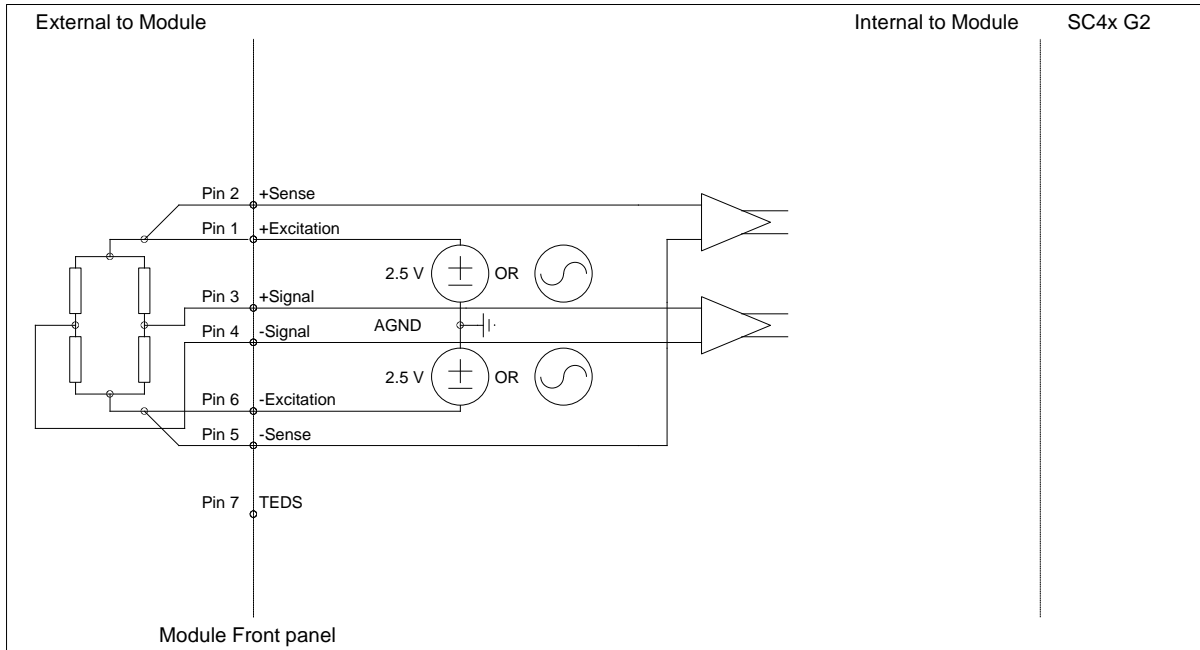 External to Module
Internal to Module
SC4x G2
Pin 2 +Sense
Pin 1 +Excitation
2.5 V OR
Pin 3 +Signal
AGND
Pin 4 -Signal
2.5 V OR
Pin 6 -Excitation
Pin 5 -Sense
Pin 7 TEDS
Module Front panel